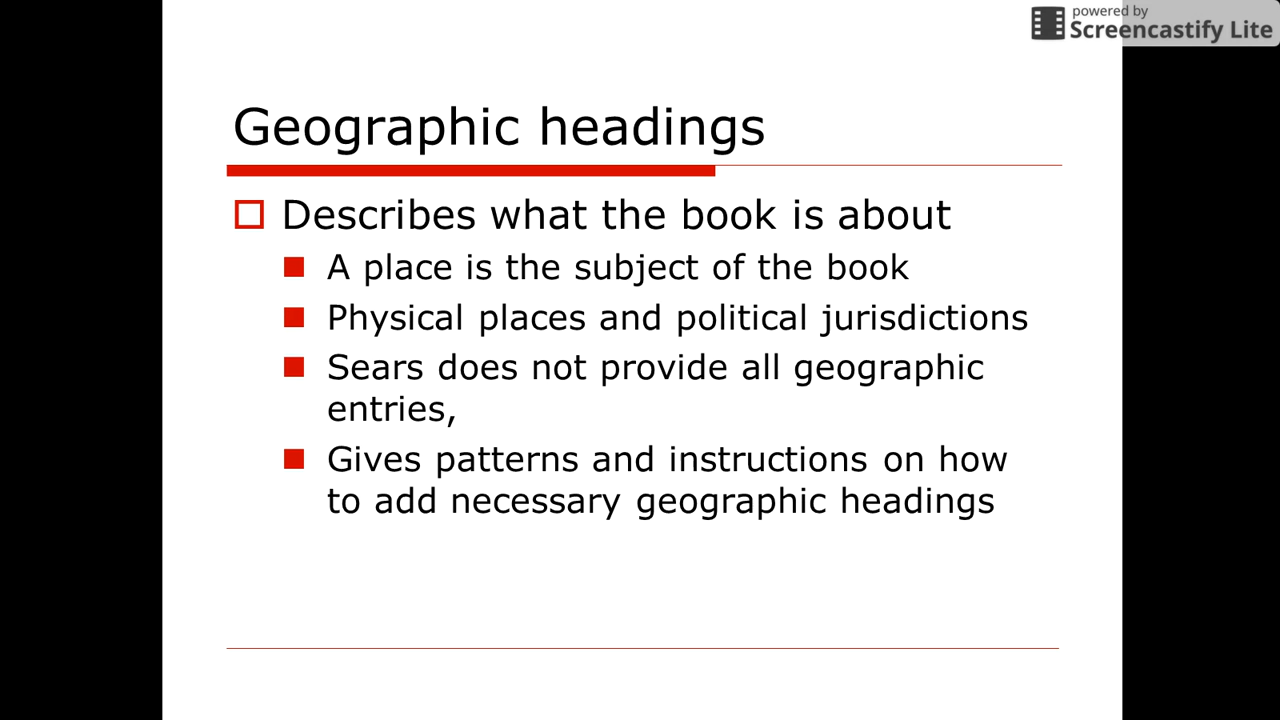 powered by
Screencastify Lite
Geographic headings
Describes what the book is about
A place is the subject of the book
Physical places and political jurisdictions
Sears does not provide all geographic
entries,
Gives patterns and instructions on how
to add necessary geographic headings